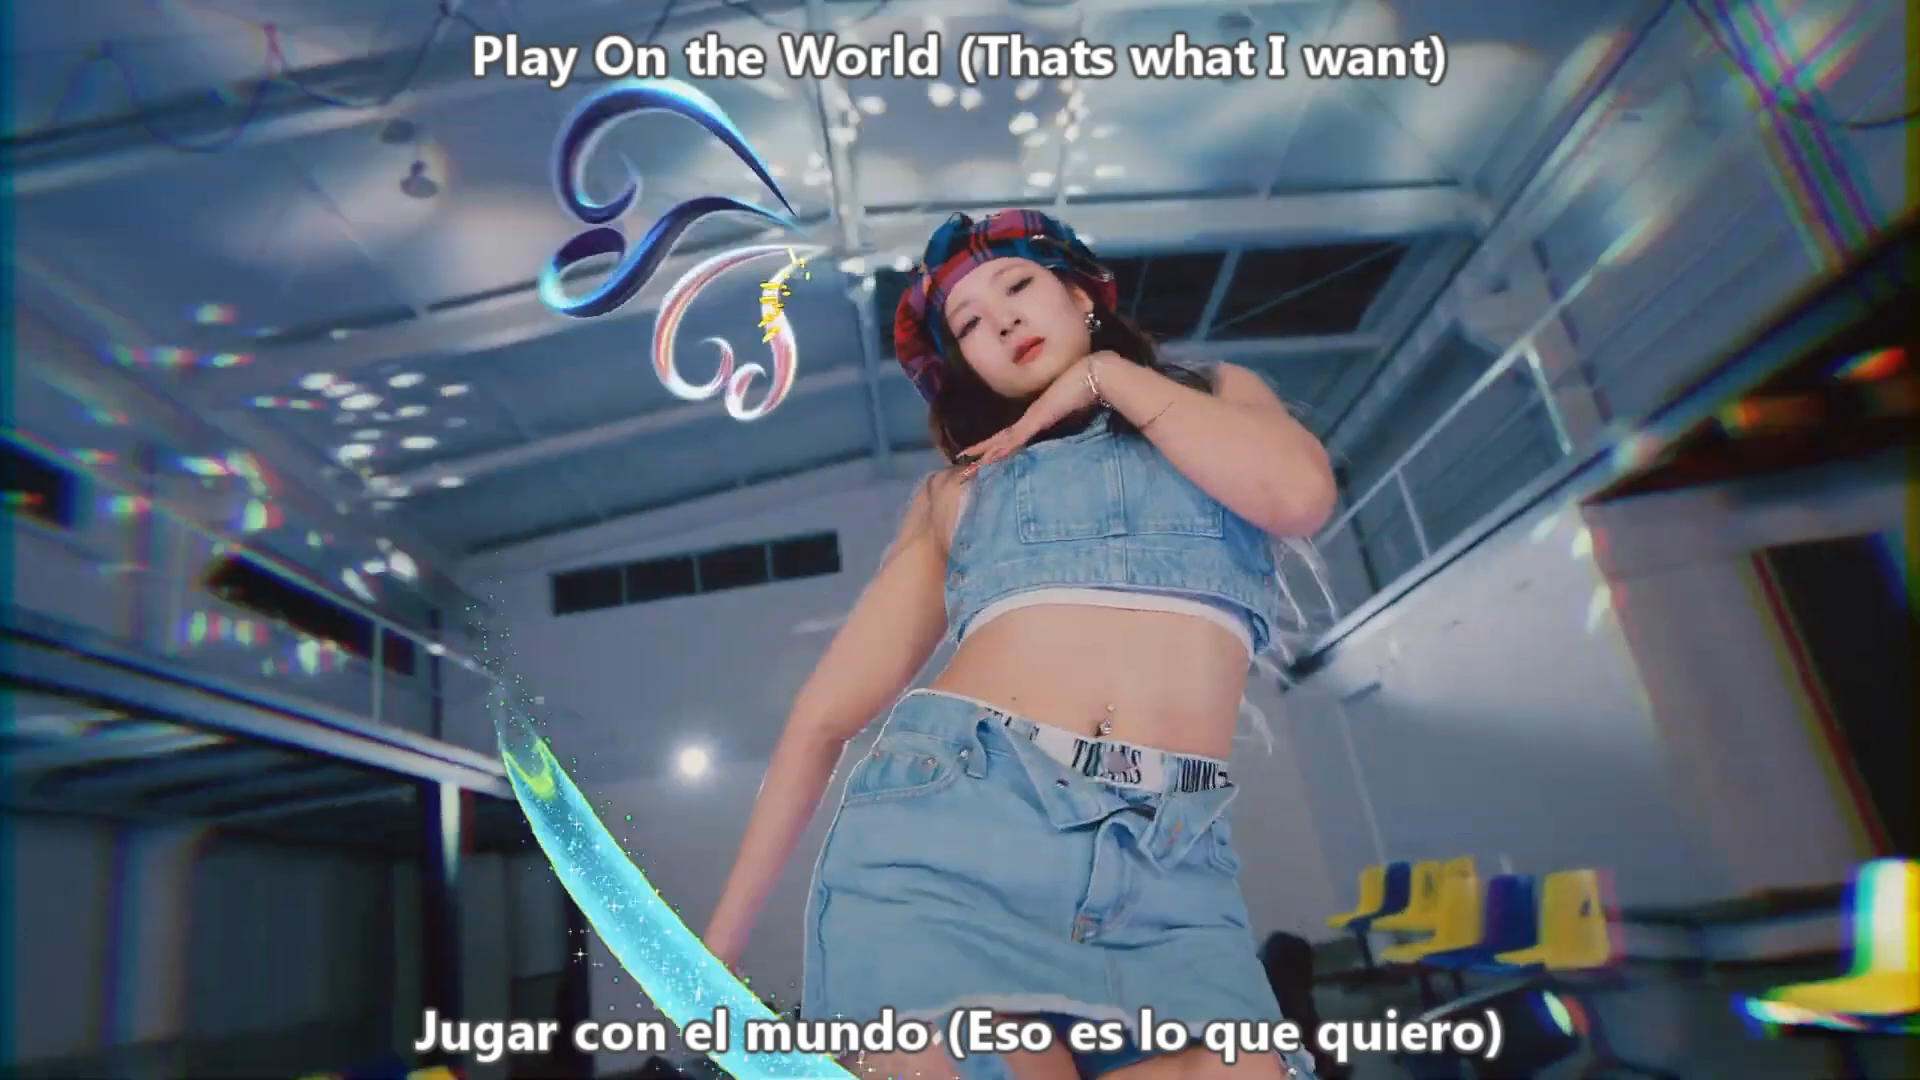 Play On the World (Thats what I want)
Jugar con el mundo (Eso es lo que quiero)